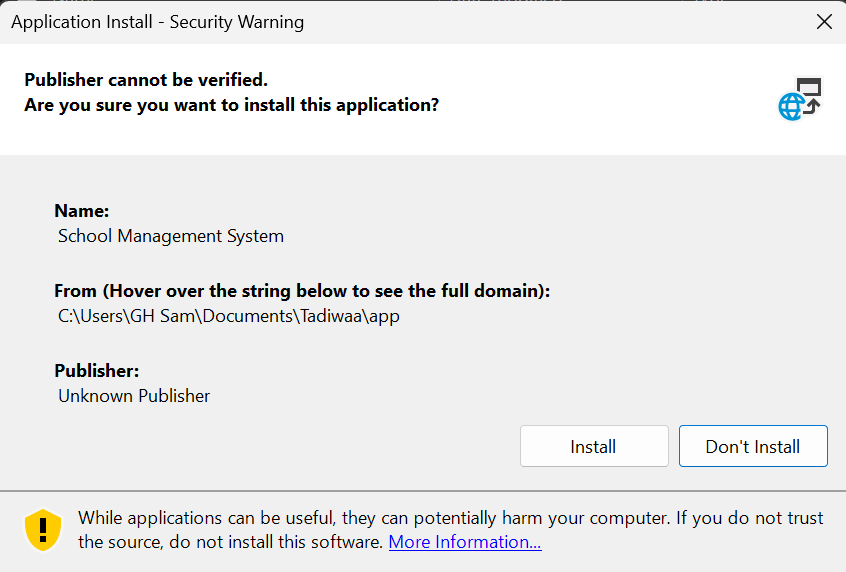 Application Install - Security Warning
Publisher cannot be verified.
Are you sure you want to install this application?
Name:
School Management System
From (Hover over the string below to see the full domain):
C:\Users\GH Sam\Documents\Tadiwaa\app
Publisher:
Unknown Publisher
Install
Don't Install
While applications can be useful, they can potentially harm your computer. If you do not trust
the source, do not install this software. More Information...